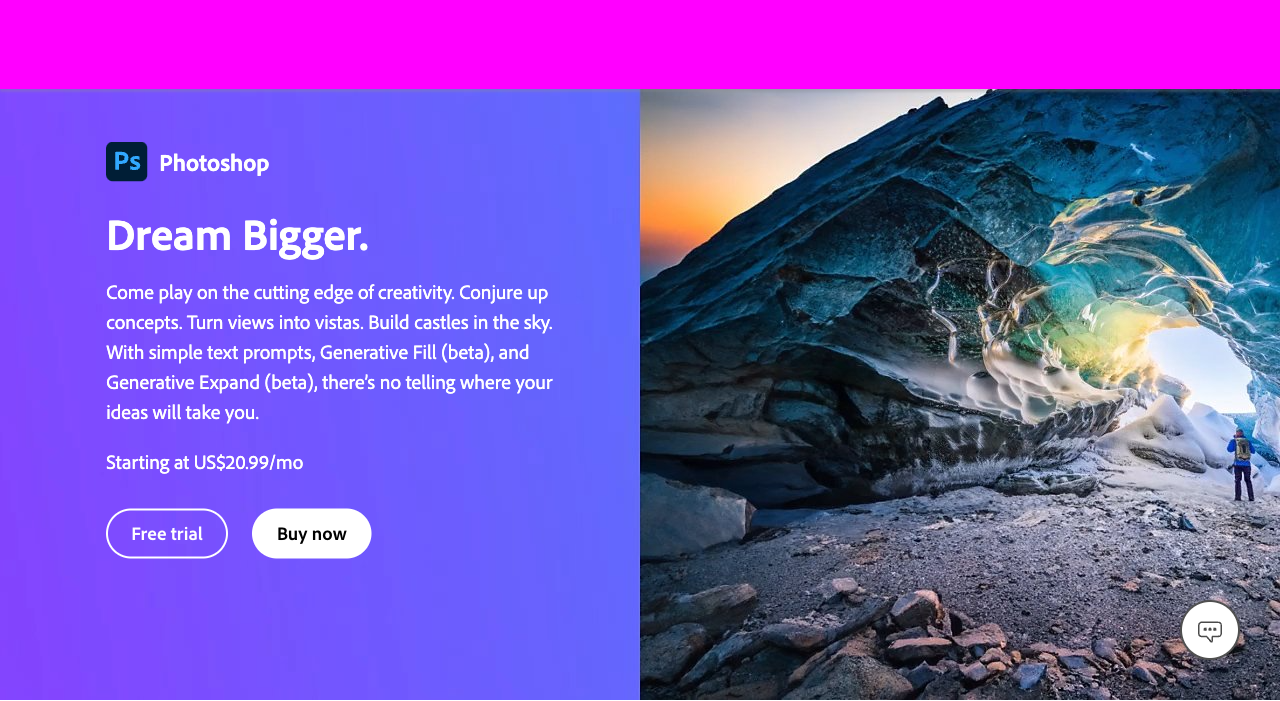 Ps Photoshop
Dream Bigger.
Come play on the cutting edge of creativity. Conjure up
concepts. Turn views into vistas. Build castles in the sky.
With simple text prompts, Generative Fill (beta), and
Generative Expand (beta), there's no telling where your
ideas will take you.
Starting at US$20.99/mo
Free trial Buy now